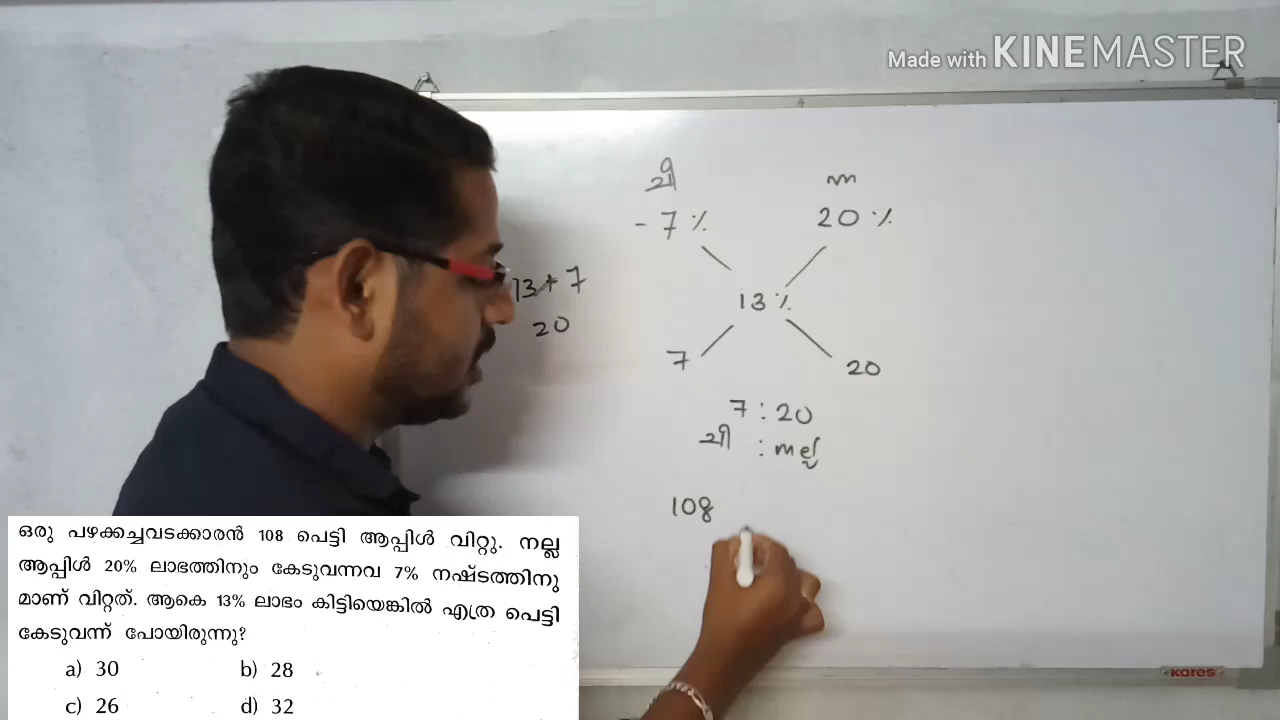 Made with KINEMASTER
ചീ ന
- 7 % 20 %
13 + 7
20
13 %
7 20
7 : 20
ചീ : നല്ല
108
ഒരു പഴക്കച്ചവടക്കാരൻ 108 പെട്ടി ആപ്പിൾ വിറ്റു. നല്ല
ആപ്പിൾ 20% ലാഭത്തിനും കേടുവന്നവ 7% നഷ്ടത്തിനു
മാണ് വിറ്റത്. ആകെ 13% ലാഭം കിട്ടിയെങ്കിൽ എത്ര പെട്ടി
കേടുവന്ന് പോയിരുന്നു?
a) 30 b) 28
c) 26 d) 32
kores